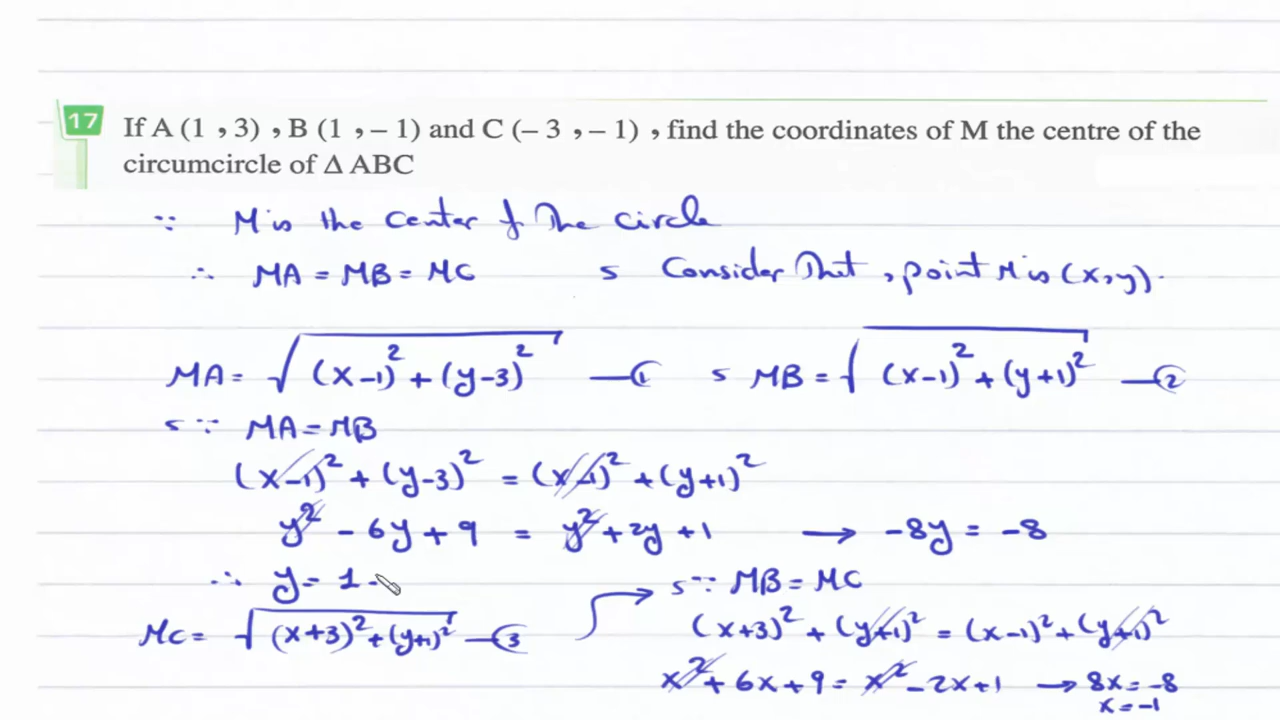 17 If A (1 , 3) , B (1 , – 1) and C (– 3 , – 1) , find the coordinates of M the centre of the
circumcircle of Δ ABC
∵ M is the center of the circle
∴ MA = MB = MC , Consider that , point M is (x, y).
MA = √((x-1)² + (y-3)²) —① , MB = √((x-1)² + (y+1)²) —②
, ∵ MA = MB
(x-1)² + (y-3)² = (x-1)² + (y+1)²
y² - 6y + 9 = y² + 2y + 1 → -8y = -8
∴ y = 1
MC = √((x+3)² + (y+1)²) —③
, ∵ MB = MC
(x+3)² + (y+1)² = (x-1)² + (y+1)²
x² + 6x + 9 = x² - 2x + 1 → 8x = -8
x = -1